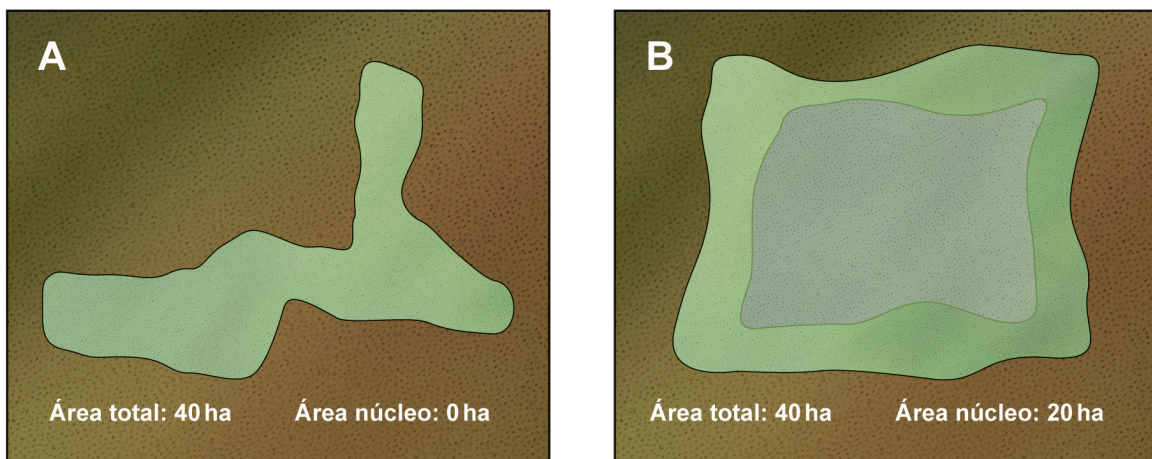 A
Área total: 40 ha
Área núcleo: 0 ha
B
Área total: 40 ha
Área núcleo: 20 ha